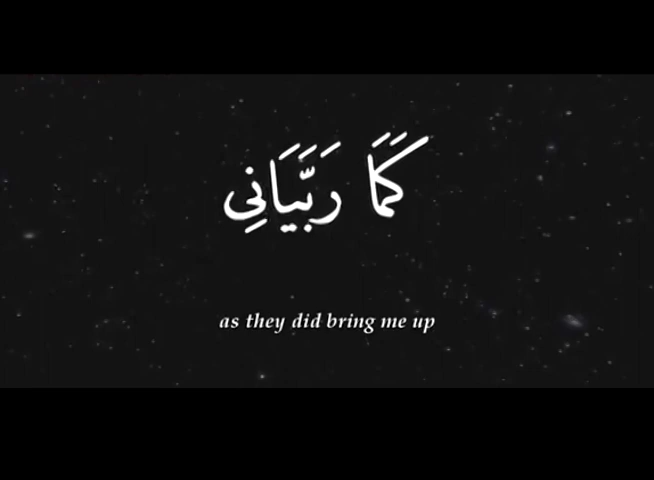 كَمَا رَبَّيَانِي
as they did bring me up